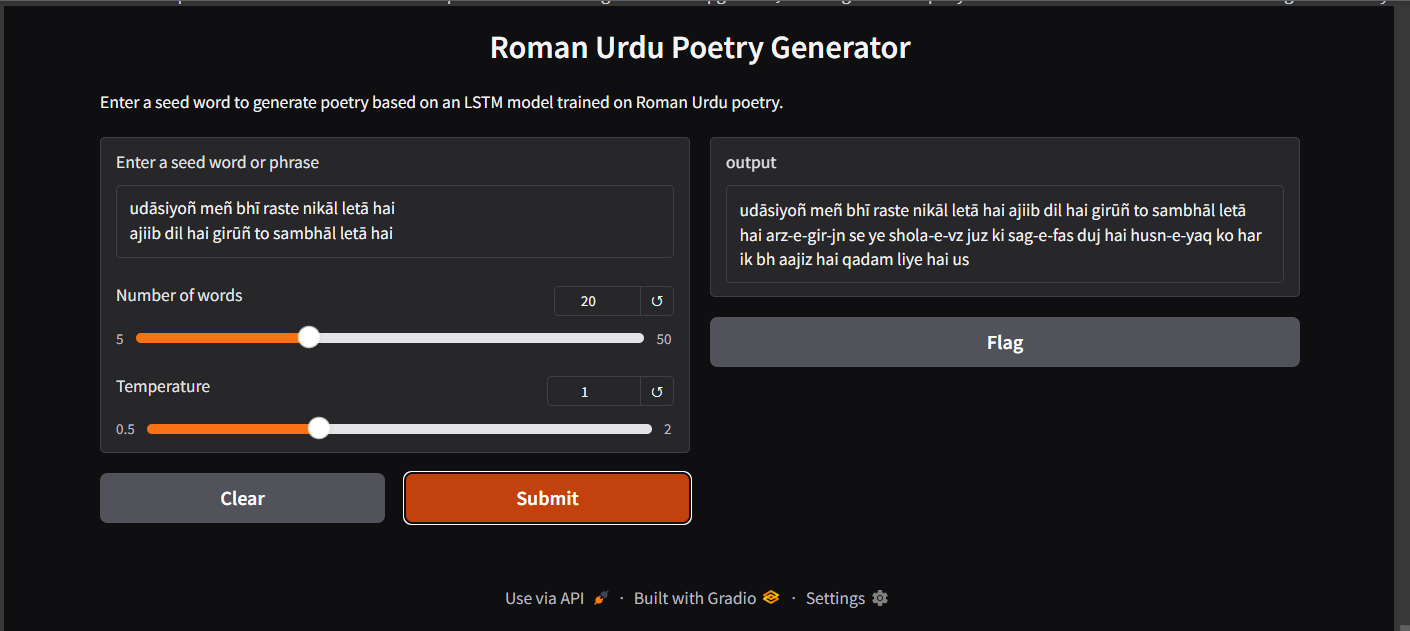 Roman Urdu Poetry Generator
Enter a seed word to generate poetry based on an LSTM model trained on Roman Urdu poetry.
Enter a seed word or phrase
udāsiyoñ meñ bhī raste nikāl letā hai
ajiib dil hai girūñ to sambhāl letā hai
Number of words
20
↺
5
50
Temperature
1
↺
0.5
2
Clear
Submit
output
udāsiyoñ meñ bhī raste nikāl letā hai ajiib dil hai girūñ to sambhāl letā
hai arz-e-gir-jn se ye shola-e-vz juz ki sag-e-fas duj hai husn-e-yaq ko har
ik bh aajiz hai qadam liye hai us
Flag
Use via API · Built with Gradio · Settings